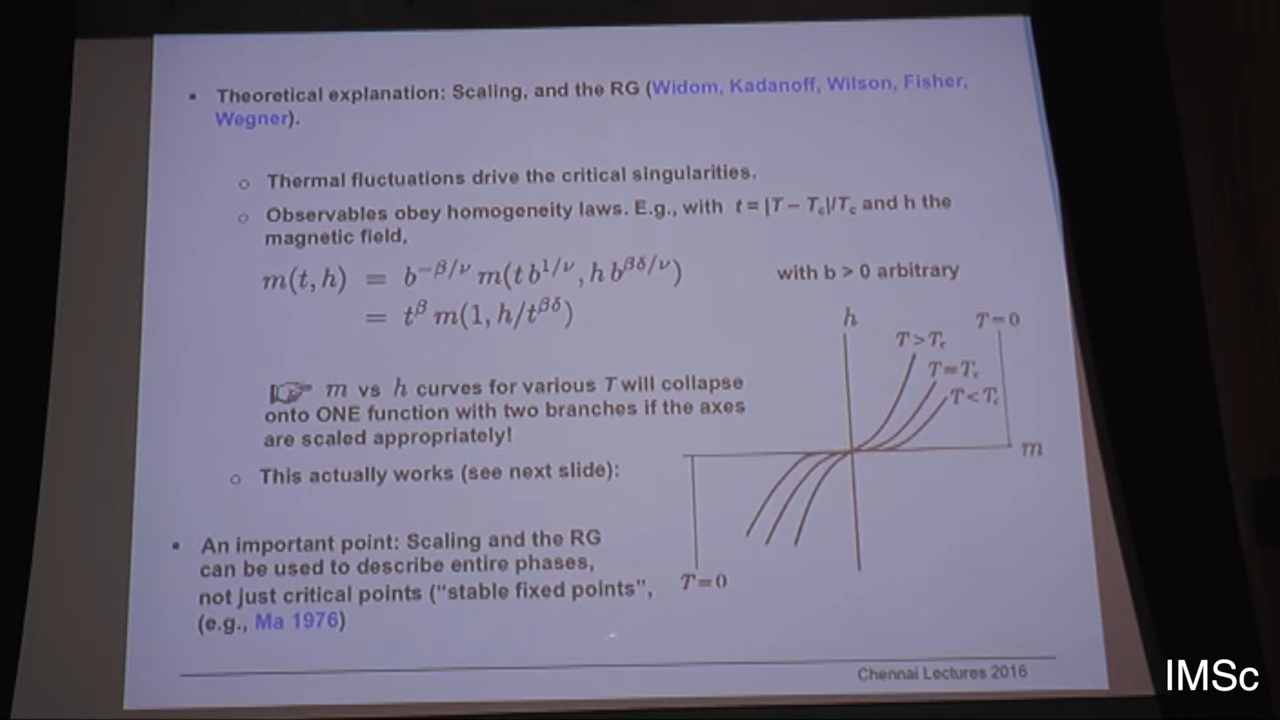 ▪ Theoretical explanation: Scaling, and the RG (Widom, Kadanoff, Wilson, Fisher,
Wegner).
○ Thermal fluctuations drive the critical singularities.
○ Observables obey homogeneity laws. E.g., with t = |T − T_c|/T_c and h the
magnetic field,
m(t, h) = b^{−β/ν} m(t b^{1/ν}, h b^{βδ/ν})
with b > 0 arbitrary
= t^β m(1, h/t^{βδ})
☞ m vs h curves for various T will collapse
onto ONE function with two branches if the axes
are scaled appropriately!
○ This actually works (see next slide):
▪ An important point: Scaling and the RG
can be used to describe entire phases,
not just critical points ("stable fixed points",
(e.g., Ma 1976)
h
T=0
T>T_c
T=T_c
T<T_c
m
T=0
Chennai Lectures 2016
IMSc